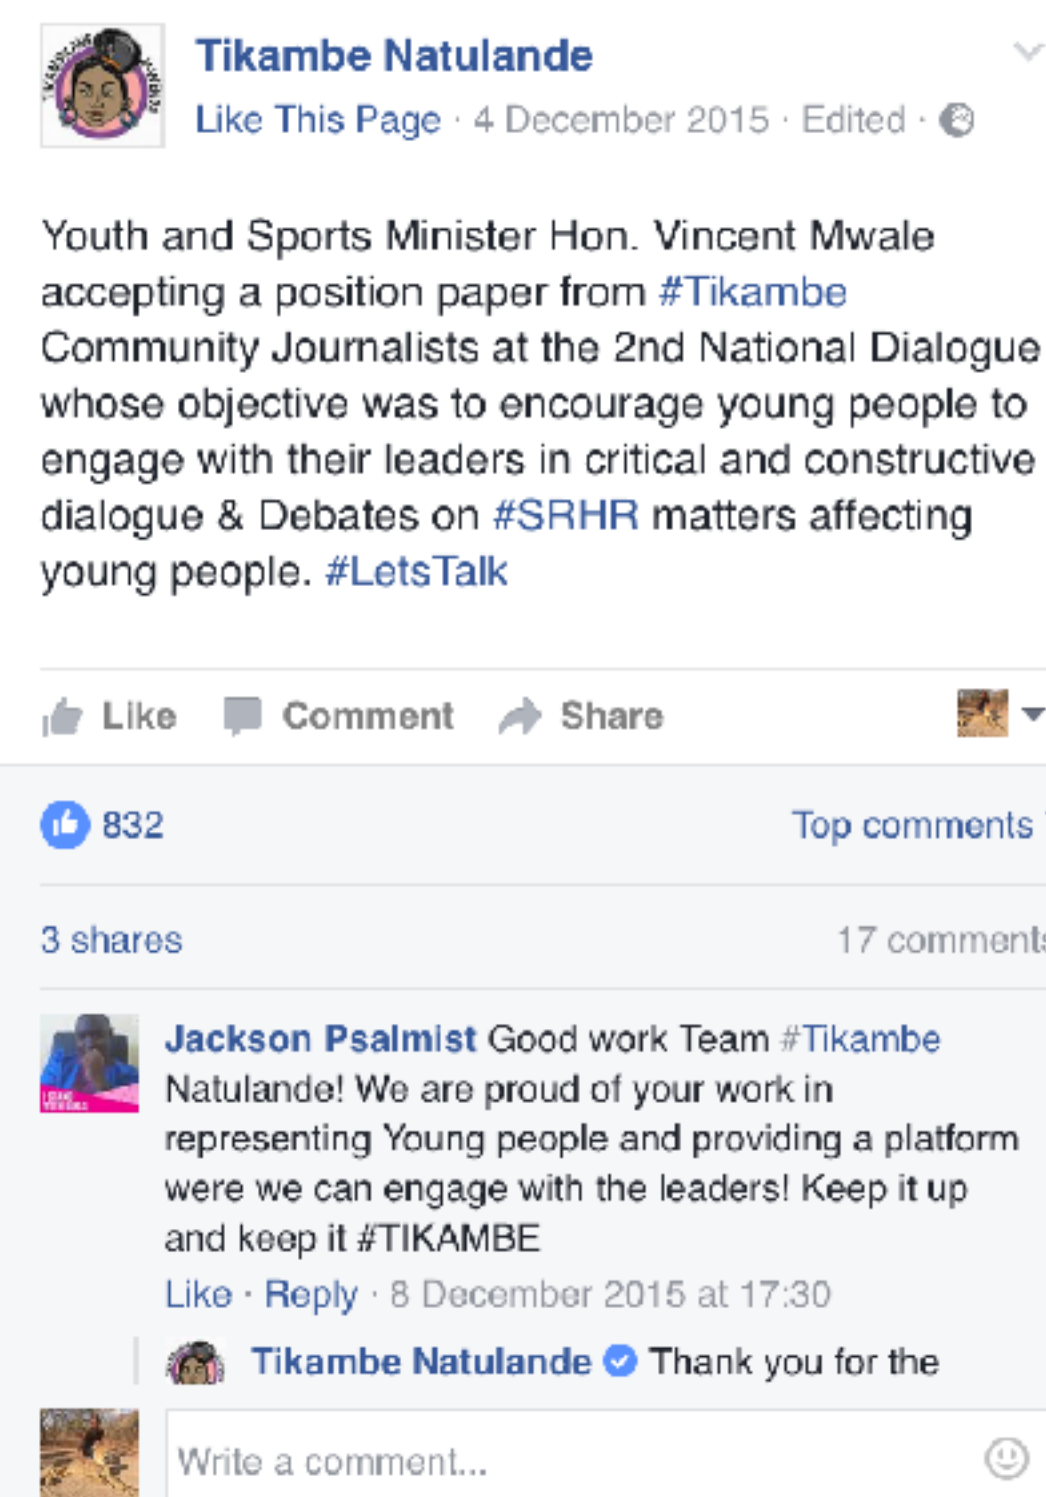 Tikambe Natulande
Like This Page · 4 December 2015 · Edited ·
Youth and Sports Minister Hon. Vincent Mwale
accepting a position paper from #Tikambe
Community Journalists at the 2nd National Dialogue
whose objective was to encourage young people to
engage with their leaders in critical and constructive
dialogue & Debates on #SRHR matters affecting
young people. #LetsTalk
Like Comment Share
832 Top comments
3 shares 17 comments
Jackson Psalmist Good work Team #Tikambe
Natulande! We are proud of your work in
representing Young people and providing a platform
were we can engage with the leaders! Keep it up
and keep it #TIKAMBE
Like · Reply · 8 December 2015 at 17:30
Tikambe Natulande Thank you for the
Write a comment...